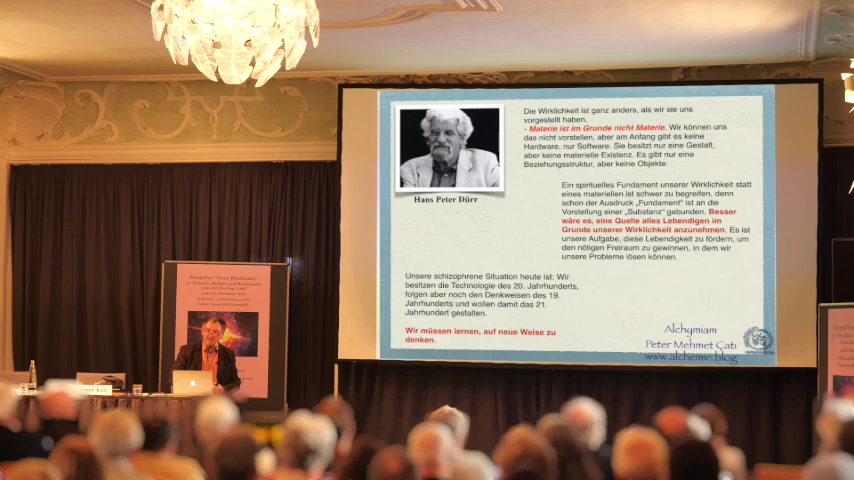 Die Wirklichkeit ist ganz anders, als wir sie uns
vorgestellt haben.
- Materie ist im Grunde nicht Materie. Wir können uns
das nicht vorstellen, aber am Anfang gibt es keine
Hardware, nur Software. Sie besitzt nur eine Gestalt,
aber keine materielle Existenz. Es gibt nur eine
Beziehungsstruktur, aber keine Objekte.
Hans Peter Dürr
Ein spirituelles Fundament unserer Wirklichkeit statt
eines materiellen ist schwer zu begreifen, denn
schon der Ausdruck „Fundament" ist an die
Vorstellung einer „Substanz" gebunden. Besser
wäre es, eine Quelle alles Lebendigen im
Grunde unserer Wirklichkeit anzunehmen. Es ist
unsere Aufgabe, diese Lebendigkeit zu fördern, um
den nötigen Freiraum zu gewinnen, in dem wir
unsere Probleme lösen können.
Unsere schizophrene Situation heute ist: Wir
besitzen die Technologie des 20. Jahrhunderts,
folgen aber noch den Denkweisen des 19.
Jahrhunderts und wollen damit das 21.
Jahrhundert gestalten.
Wir müssen lernen, auf neue Weise zu
denken.
Alchymiam
Peter Mehmet Çati
www.alchemie.blog
Kongress "Neue Horizonte"